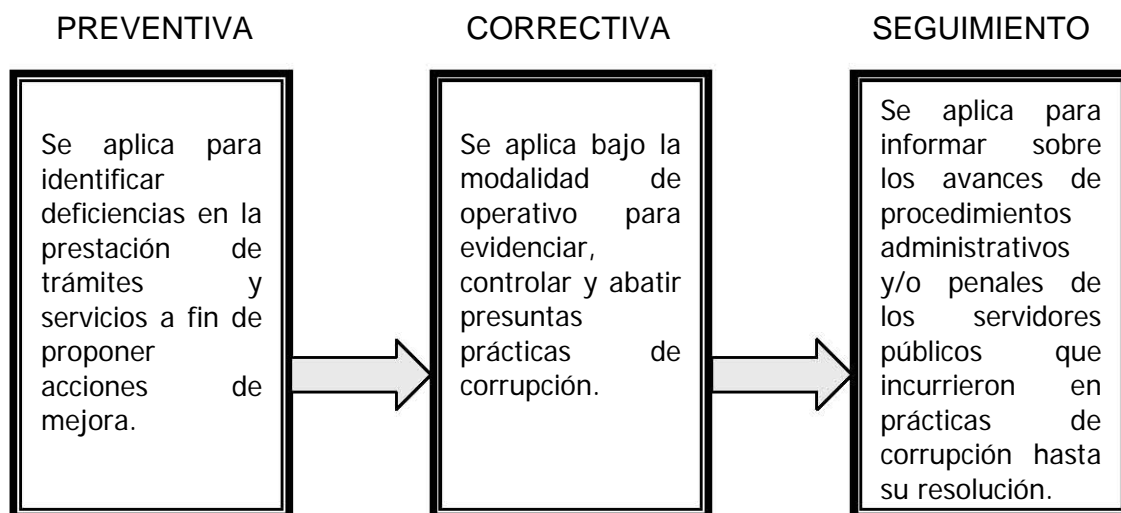 PREVENTIVA
Se aplica para
identificar
deficiencias en la
prestación de
trámites y
servicios a fin de
proponer
acciones de
mejora.
CORRECTIVA
Se aplica bajo la
modalidad de
operativo para
evidenciar,
controlar y abatir
presuntas
prácticas de
corrupción.
SEGUIMIENTO
Se aplica para
informar sobre
los avances de
procedimientos
administrativos
y/o penales de
los servidores
públicos que
incurrieron en
prácticas de
corrupción hasta
su resolución.